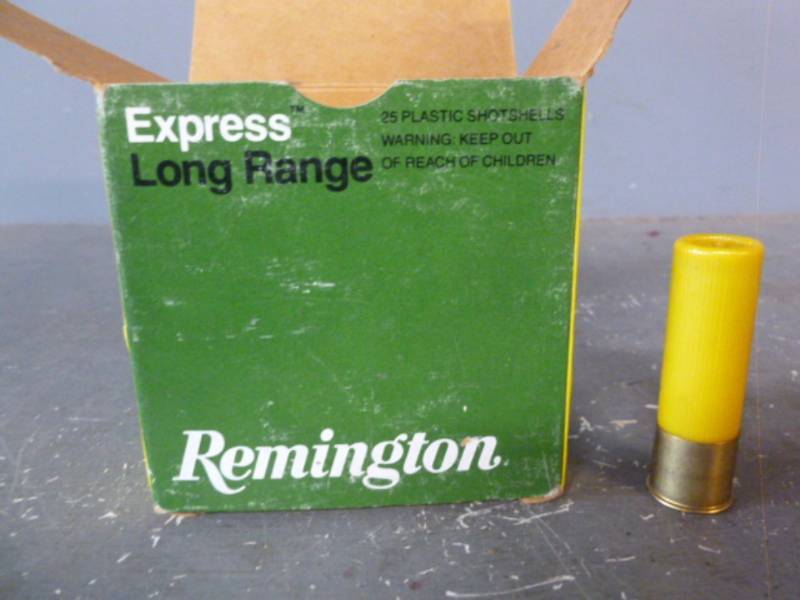 Express™
Long Range
25 PLASTIC SHOTSHELLS
WARNING: KEEP OUT
OF REACH OF CHILDREN
Remington